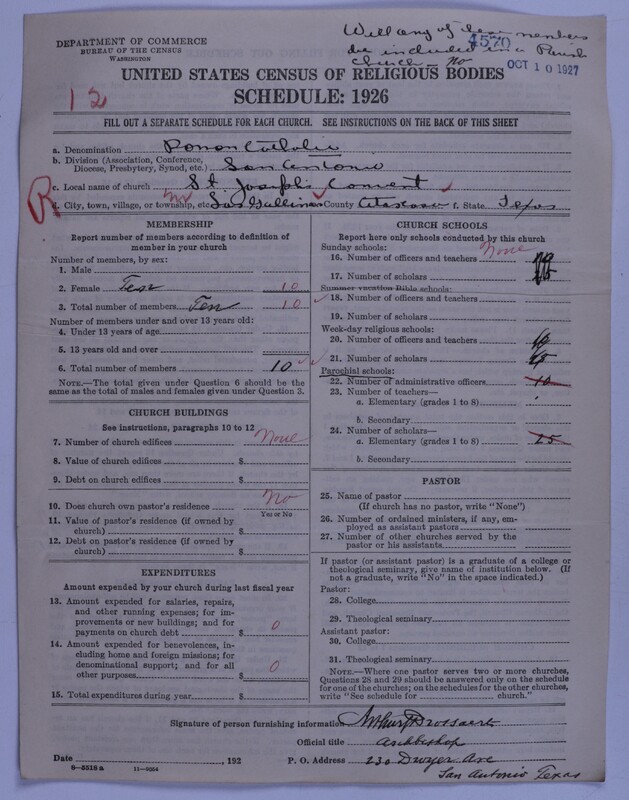 DEPARTMENT OF COMMERCE
BUREAU OF THE CENSUS
WASHINGTON
Will any of these members
be included in a Parish
church — No
4570
OCT 10 1927
UNITED STATES CENSUS OF RELIGIOUS BODIES
SCHEDULE: 1926
12
FILL OUT A SEPARATE SCHEDULE FOR EACH CHURCH. SEE INSTRUCTIONS ON THE BACK OF THIS SHEET
a. Denomination Roman Catholic
b. Division (Association, Conference, Diocese, Presbytery, Synod, etc.) San Antonio
c. Local name of church St. Joseph's Convent
R
d. City, town, village, or township, etc. Las Gallinas e. County Atascosa f. State Texas
MEMBERSHIP
Report number of members according to definition of member in your church
Number of members, by sex:
1. Male
2. Female 10
3. Total number of members Ten 10
Number of members under and over 13 years old:
4. Under 13 years of age
5. 13 years old and over
6. Total number of members 10
NOTE.—The total given under Question 6 should be the same as the total of males and females given under Question 3.
CHURCH BUILDINGS
See instructions, paragraphs 10 to 12
7. Number of church edifices None
8. Value of church edifices $
9. Debt on church edifices $
10. Does church own pastor's residence No
Yes or No
11. Value of pastor's residence (if owned by church) $
12. Debt on pastor's residence (if owned by church) $
EXPENDITURES
Amount expended by your church during last fiscal year
13. Amount expended for salaries, repairs, and other running expenses; for improvements or new buildings; and for payments on church debt $ 0
14. Amount expended for benevolences, including home and foreign missions; for denominational support; and for all other purposes $ 0
15. Total expenditures during year $
CHURCH SCHOOLS
Report here only schools conducted by this church
Sunday schools: None
16. Number of officers and teachers
17. Number of scholars
Summer vacation Bible schools:
18. Number of officers and teachers
19. Number of scholars
Week-day religious schools:
20. Number of officers and teachers
21. Number of scholars
Parochial schools:
22. Number of administrative officers 10
23. Number of teachers—
a. Elementary (grades 1 to 8)
b. Secondary
24. Number of scholars—
a. Elementary (grades 1 to 8) 25
b. Secondary
PASTOR
25. Name of pastor
(If church has no pastor, write "None")
26. Number of ordained ministers, if any, employed as assistant pastors
27. Number of other churches served by the pastor or his assistants
If pastor (or assistant pastor) is a graduate of a college or theological seminary, give name of institution below. (If not a graduate, write "No" in the space indicated.)
Pastor:
28. College
29. Theological seminary
Assistant pastor:
30. College
31. Theological seminary
NOTE.—Where one pastor serves two or more churches, Questions 28 and 29 should be answered only on the schedule for one of the churches; on the schedules for the other churches, write "See schedule for church."
Signature of person furnishing information Arthur J Drossaerts
Official title Archbishop
Date , 192
P. O. Address 230 Dwyer Ave
San Antonio Texas
8—5518 a
11—9054